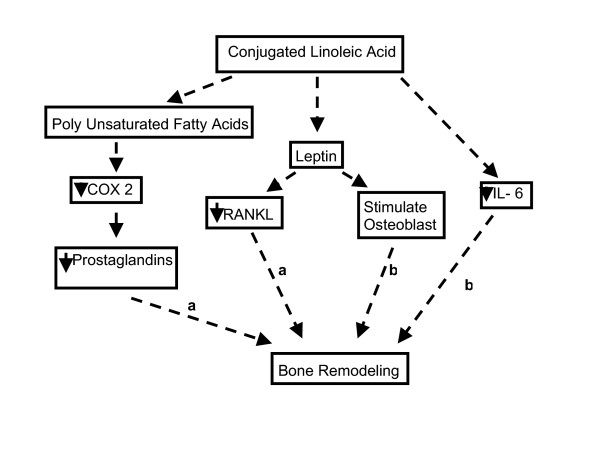 Conjugated Linoleic Acid
Poly Unsaturated Fatty Acids
Leptin
COX 2
IL- 6
RANKL
Stimulate
Osteoblast
Prostaglandins
a
b
b
a
Bone Remodeling